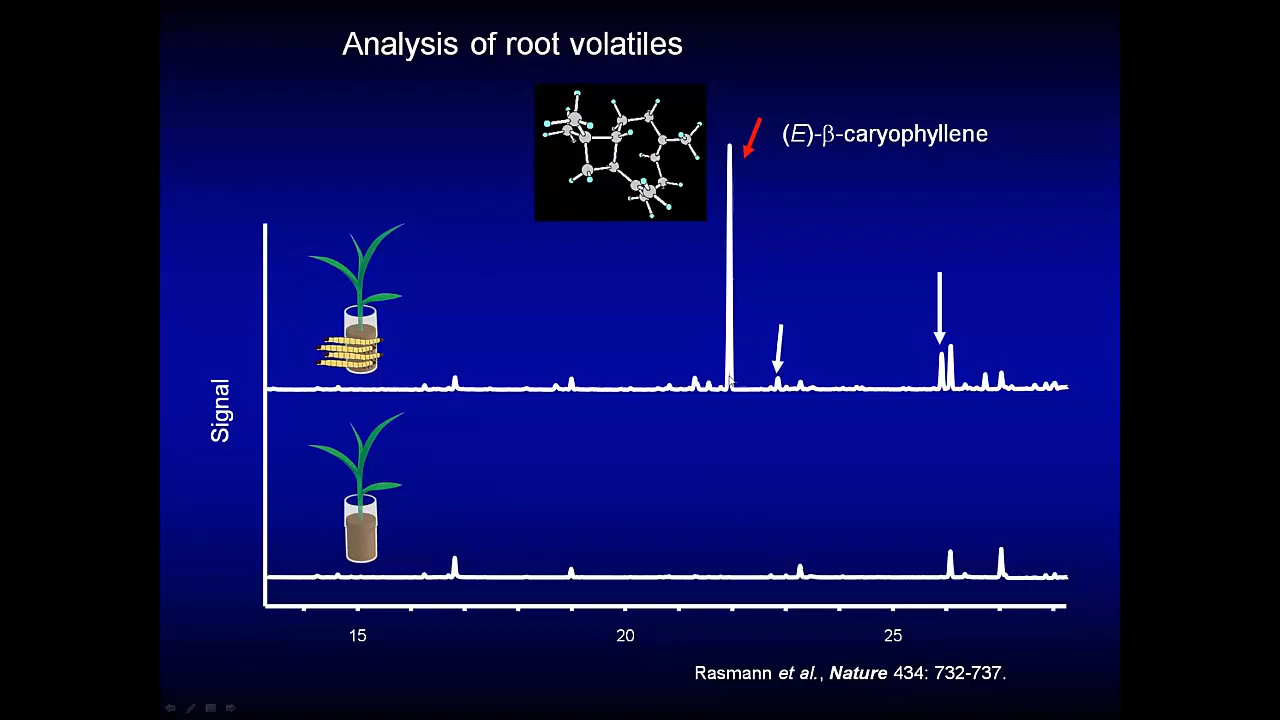 Analysis of root volatiles
(E)-β-caryophyllene
Signal
15 20 25
Rasmann et al., Nature 434: 732-737.